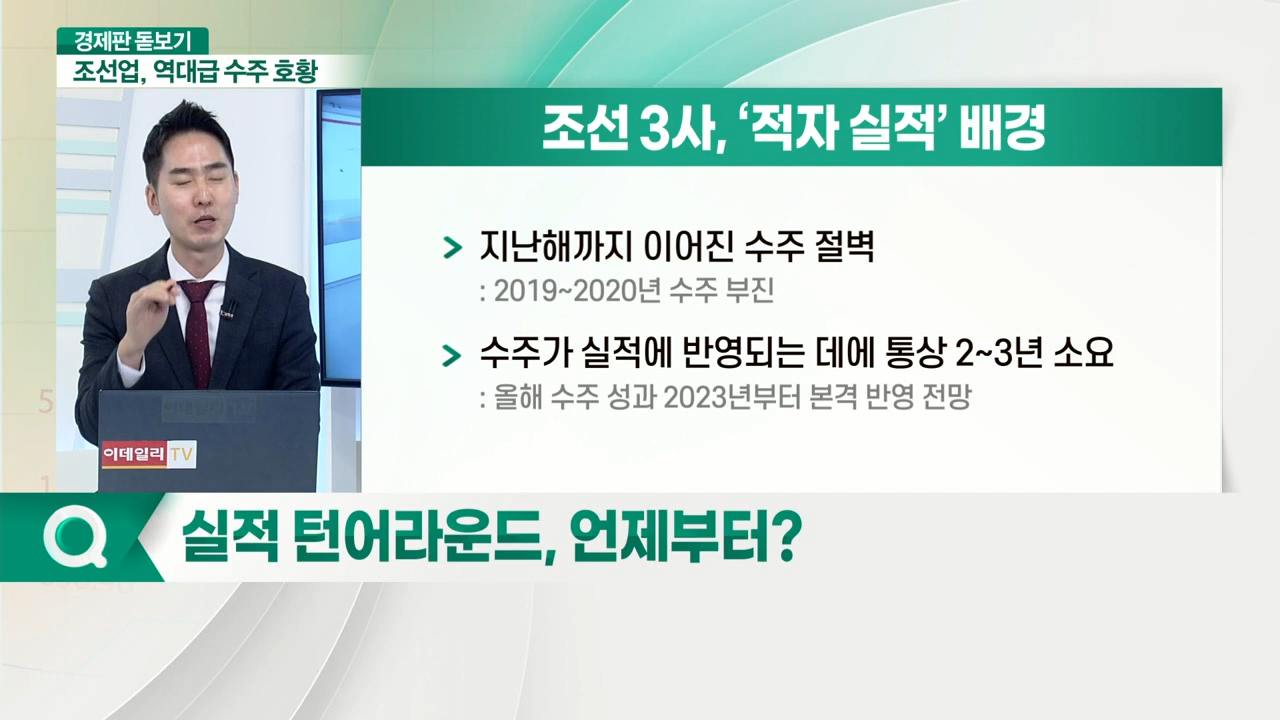 경제판 돋보기
조선업, 역대급 수주 호황
조선 3사, ‘적자 실적’ 배경
> 지난해까지 이어진 수주 절벽
: 2019~2020년 수주 부진
> 수주가 실적에 반영되는 데에 통상 2~3년 소요
: 올해 수주 성과 2023년부터 본격 반영 전망
이데일리 TV
Q 실적 턴어라운드, 언제부터?